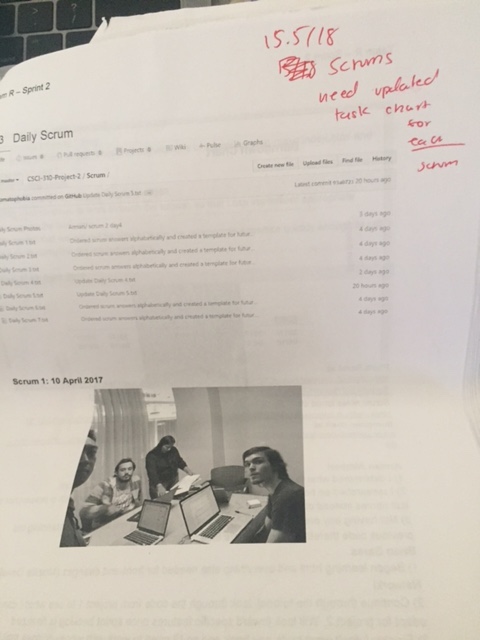 15.5/18
Scrums
need updated
task chart
for
each
scrum
R – Sprint 2
3 Daily Scrum
Issues 0 Pull requests 0 Projects 0 Wiki Pulse Graphs
Create new file Upload files Find file History
CSCI-310-Project-2 / Scrum /
committed on GitHub Update Daily Scrum 5.txt
Latest commit 20 hours ago
Scrum Photos 3 days ago
Daily Scrum 1.txt Ordered scrum answers alphabetically and created a template for futur... 4 days ago
Daily Scrum 2.txt Ordered scrum answers alphabetically and created a template for futur... 4 days ago
Daily Scrum 3.txt Ordered scrum answers alphabetically and created a template for futur... 4 days ago
Daily Scrum 4.txt Update Daily Scrum 4.txt 2 days ago
Daily Scrum 5.txt Update Daily Scrum 5.txt 20 hours ago
Daily Scrum 6.txt Ordered scrum answers alphabetically and created a template for futur... 4 days ago
Daily Scrum 7.txt Ordered scrum answers alphabetically and created a template for futur... 4 days ago
Scrum 1: 10 April 2017